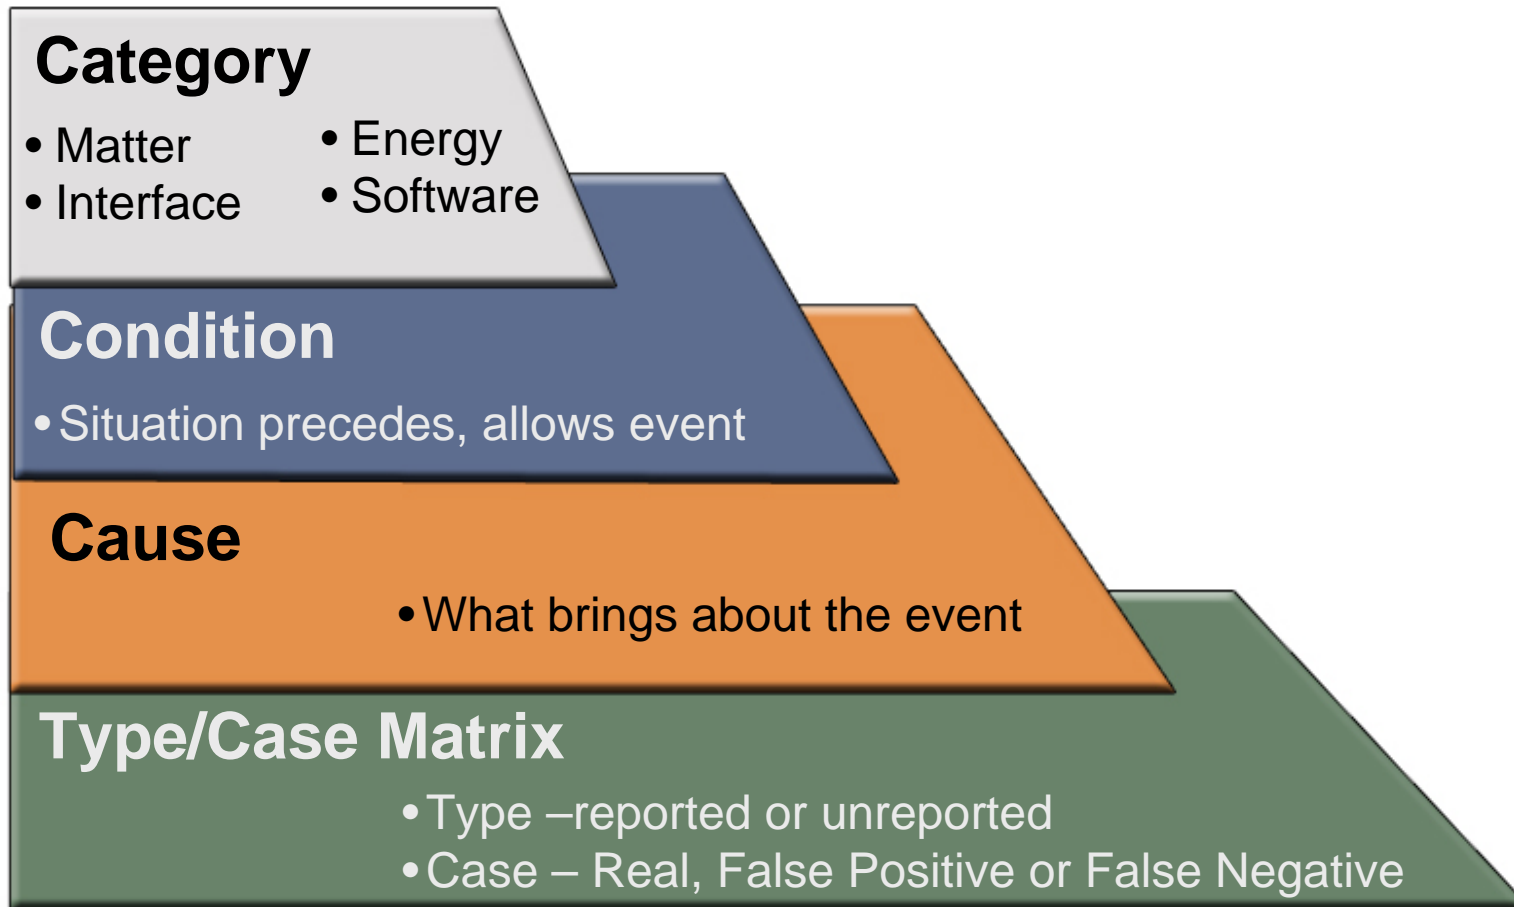 Category
• Matter
• Interface
• Energy
• Software
Condition
• Situation precedes, allows event
Cause
• What brings about the event
Type/Case Matrix
• Type –reported or unreported
• Case – Real, False Positive or False Negative